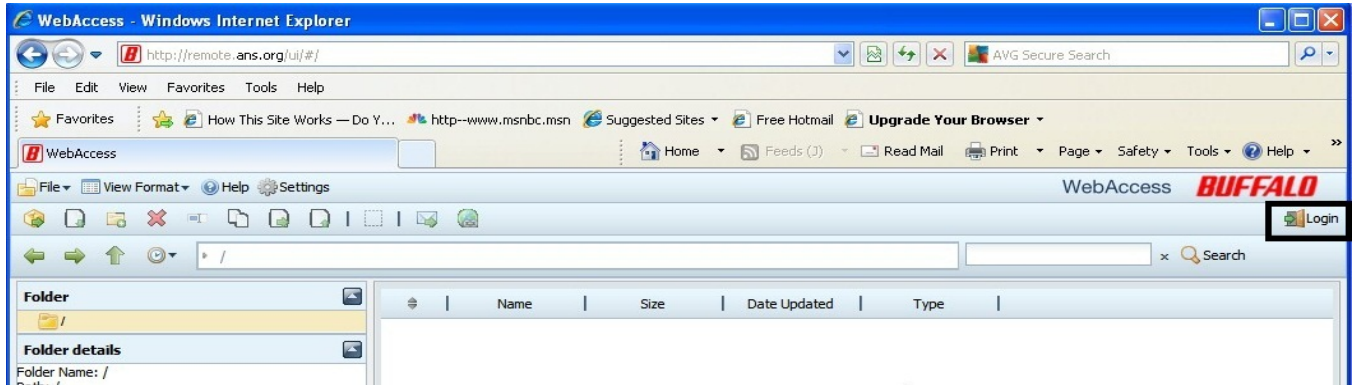 WebAccess - Windows Internet Explorer
http://remote.ans.org/ui/#/
AVG Secure Search
File Edit View Favorites Tools Help
Favorites How This Site Works — Do Y... http--www.msnbc.msn Suggested Sites Free Hotmail Upgrade Your Browser
WebAccess Home Feeds (J) Read Mail Print Page Safety Tools Help »
File View Format Help Settings WebAccess BUFFALO
Login
/ x Search
Folder Name Size Date Updated Type
/
Folder details
Folder Name: /